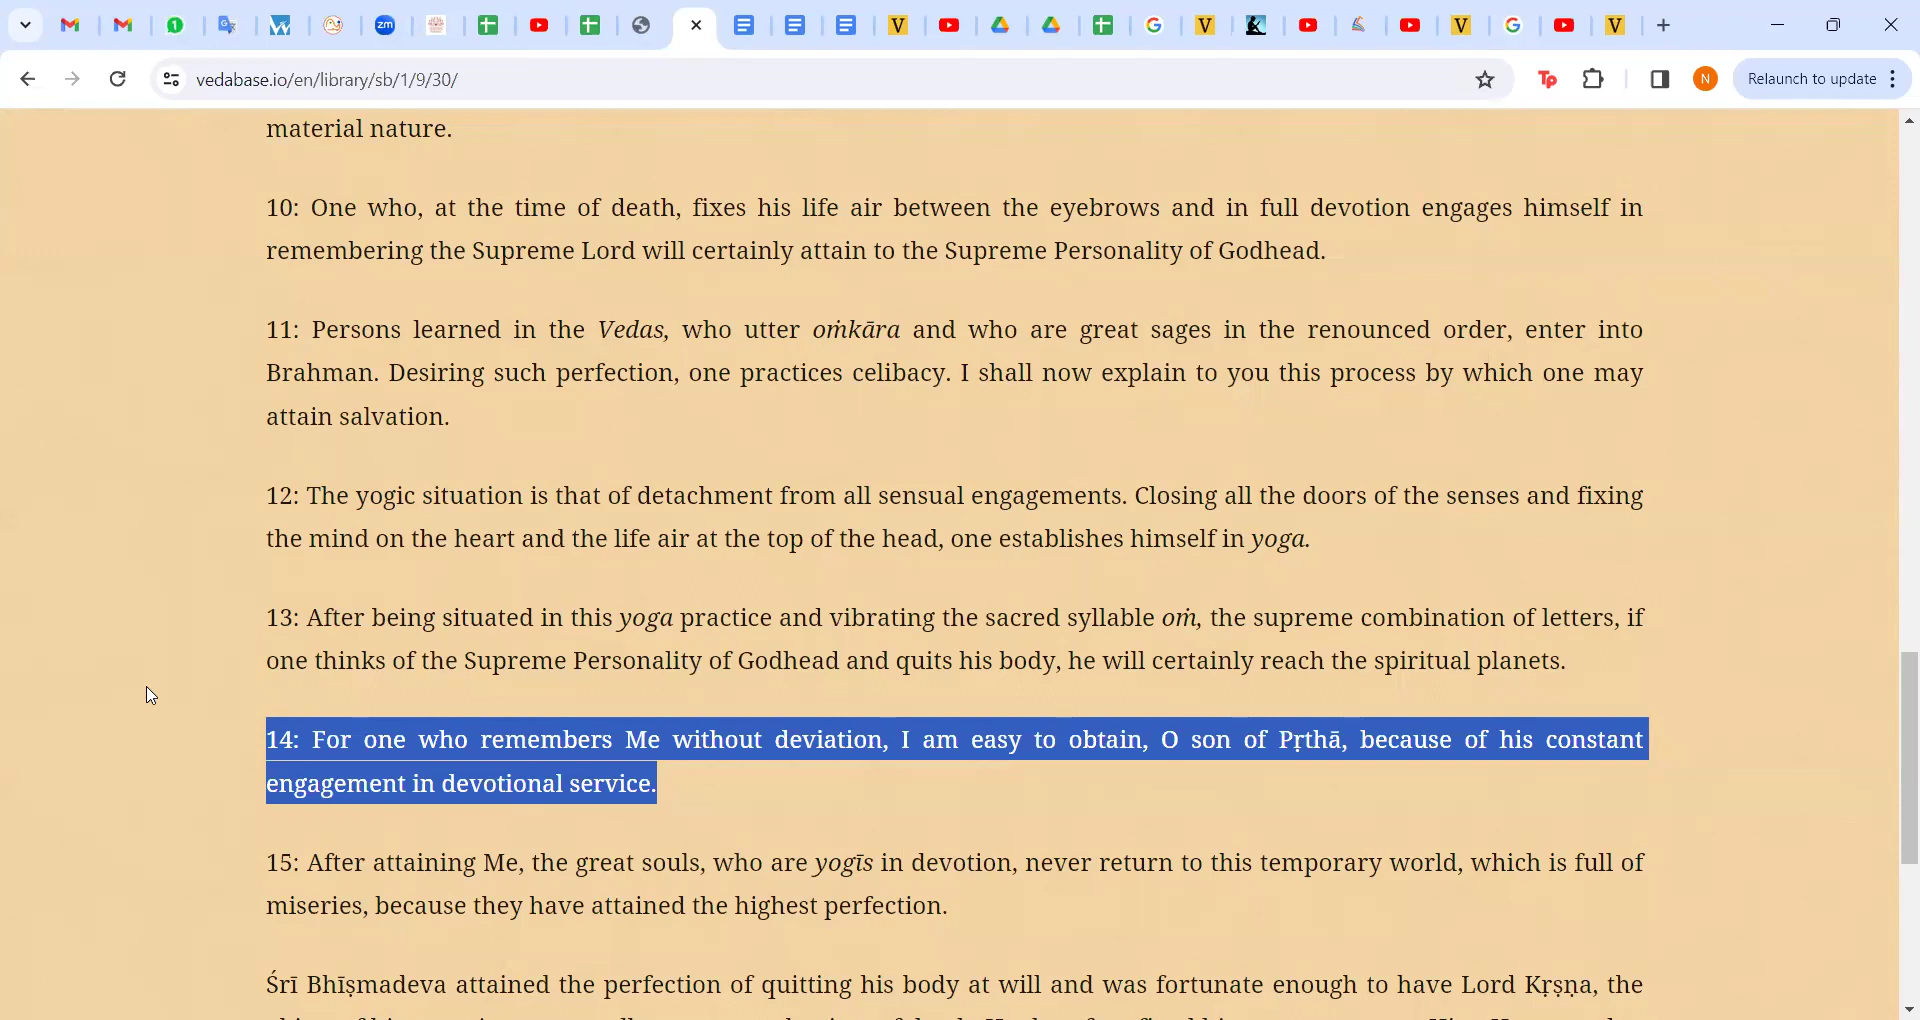 vedabase.io/en/library/sb/1/9/30/
Relaunch to update
material nature.
10: One who, at the time of death, fixes his life air between the eyebrows and in full devotion engages himself in
remembering the Supreme Lord will certainly attain to the Supreme Personality of Godhead.
11: Persons learned in the Vedas, who utter oṁkāra and who are great sages in the renounced order, enter into
Brahman. Desiring such perfection, one practices celibacy. I shall now explain to you this process by which one may
attain salvation.
12: The yogic situation is that of detachment from all sensual engagements. Closing all the doors of the senses and fixing
the mind on the heart and the life air at the top of the head, one establishes himself in yoga.
13: After being situated in this yoga practice and vibrating the sacred syllable oṁ, the supreme combination of letters, if
one thinks of the Supreme Personality of Godhead and quits his body, he will certainly reach the spiritual planets.
14: For one who remembers Me without deviation, I am easy to obtain, O son of Pṛthā, because of his constant
engagement in devotional service.
15: After attaining Me, the great souls, who are yogīs in devotion, never return to this temporary world, which is full of
miseries, because they have attained the highest perfection.
Śrī Bhīṣmadeva attained the perfection of quitting his body at will and was fortunate enough to have Lord Kṛṣṇa, the